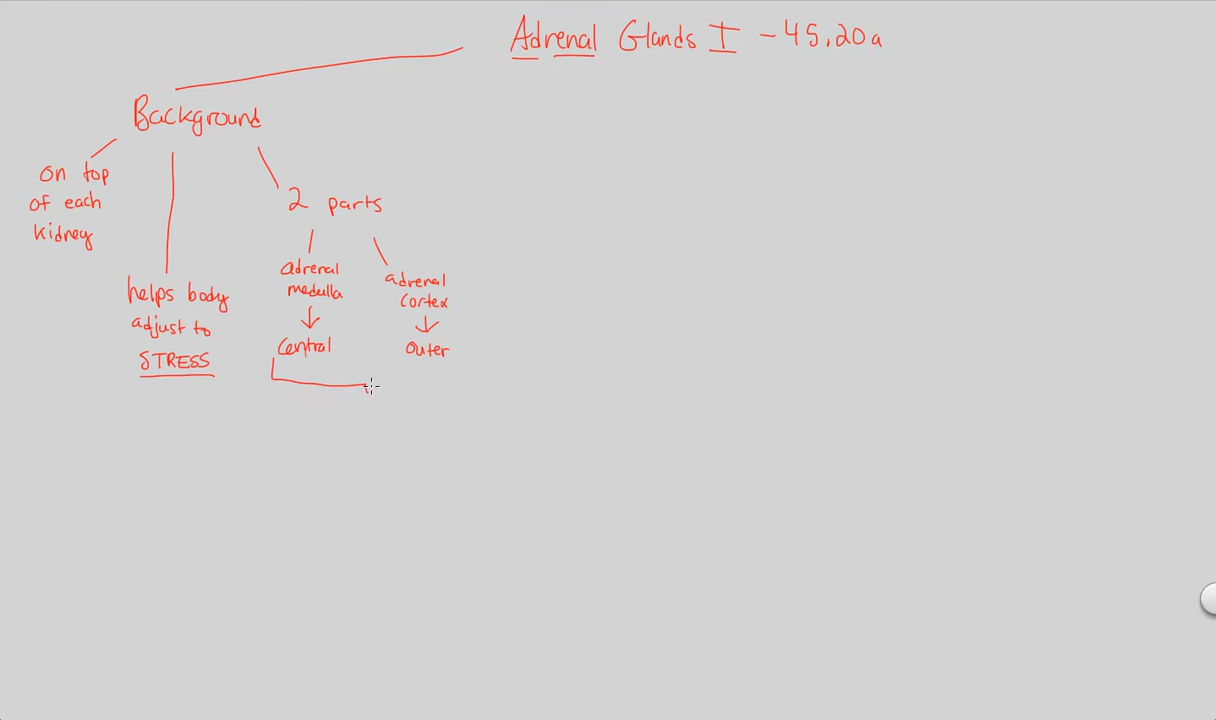 Adrenal Glands I - 45.20a
Background
on top
of each
kidney
helps body
adjust to
STRESS
2 parts
adrenal
medulla
central
adrenal
cortex
outer